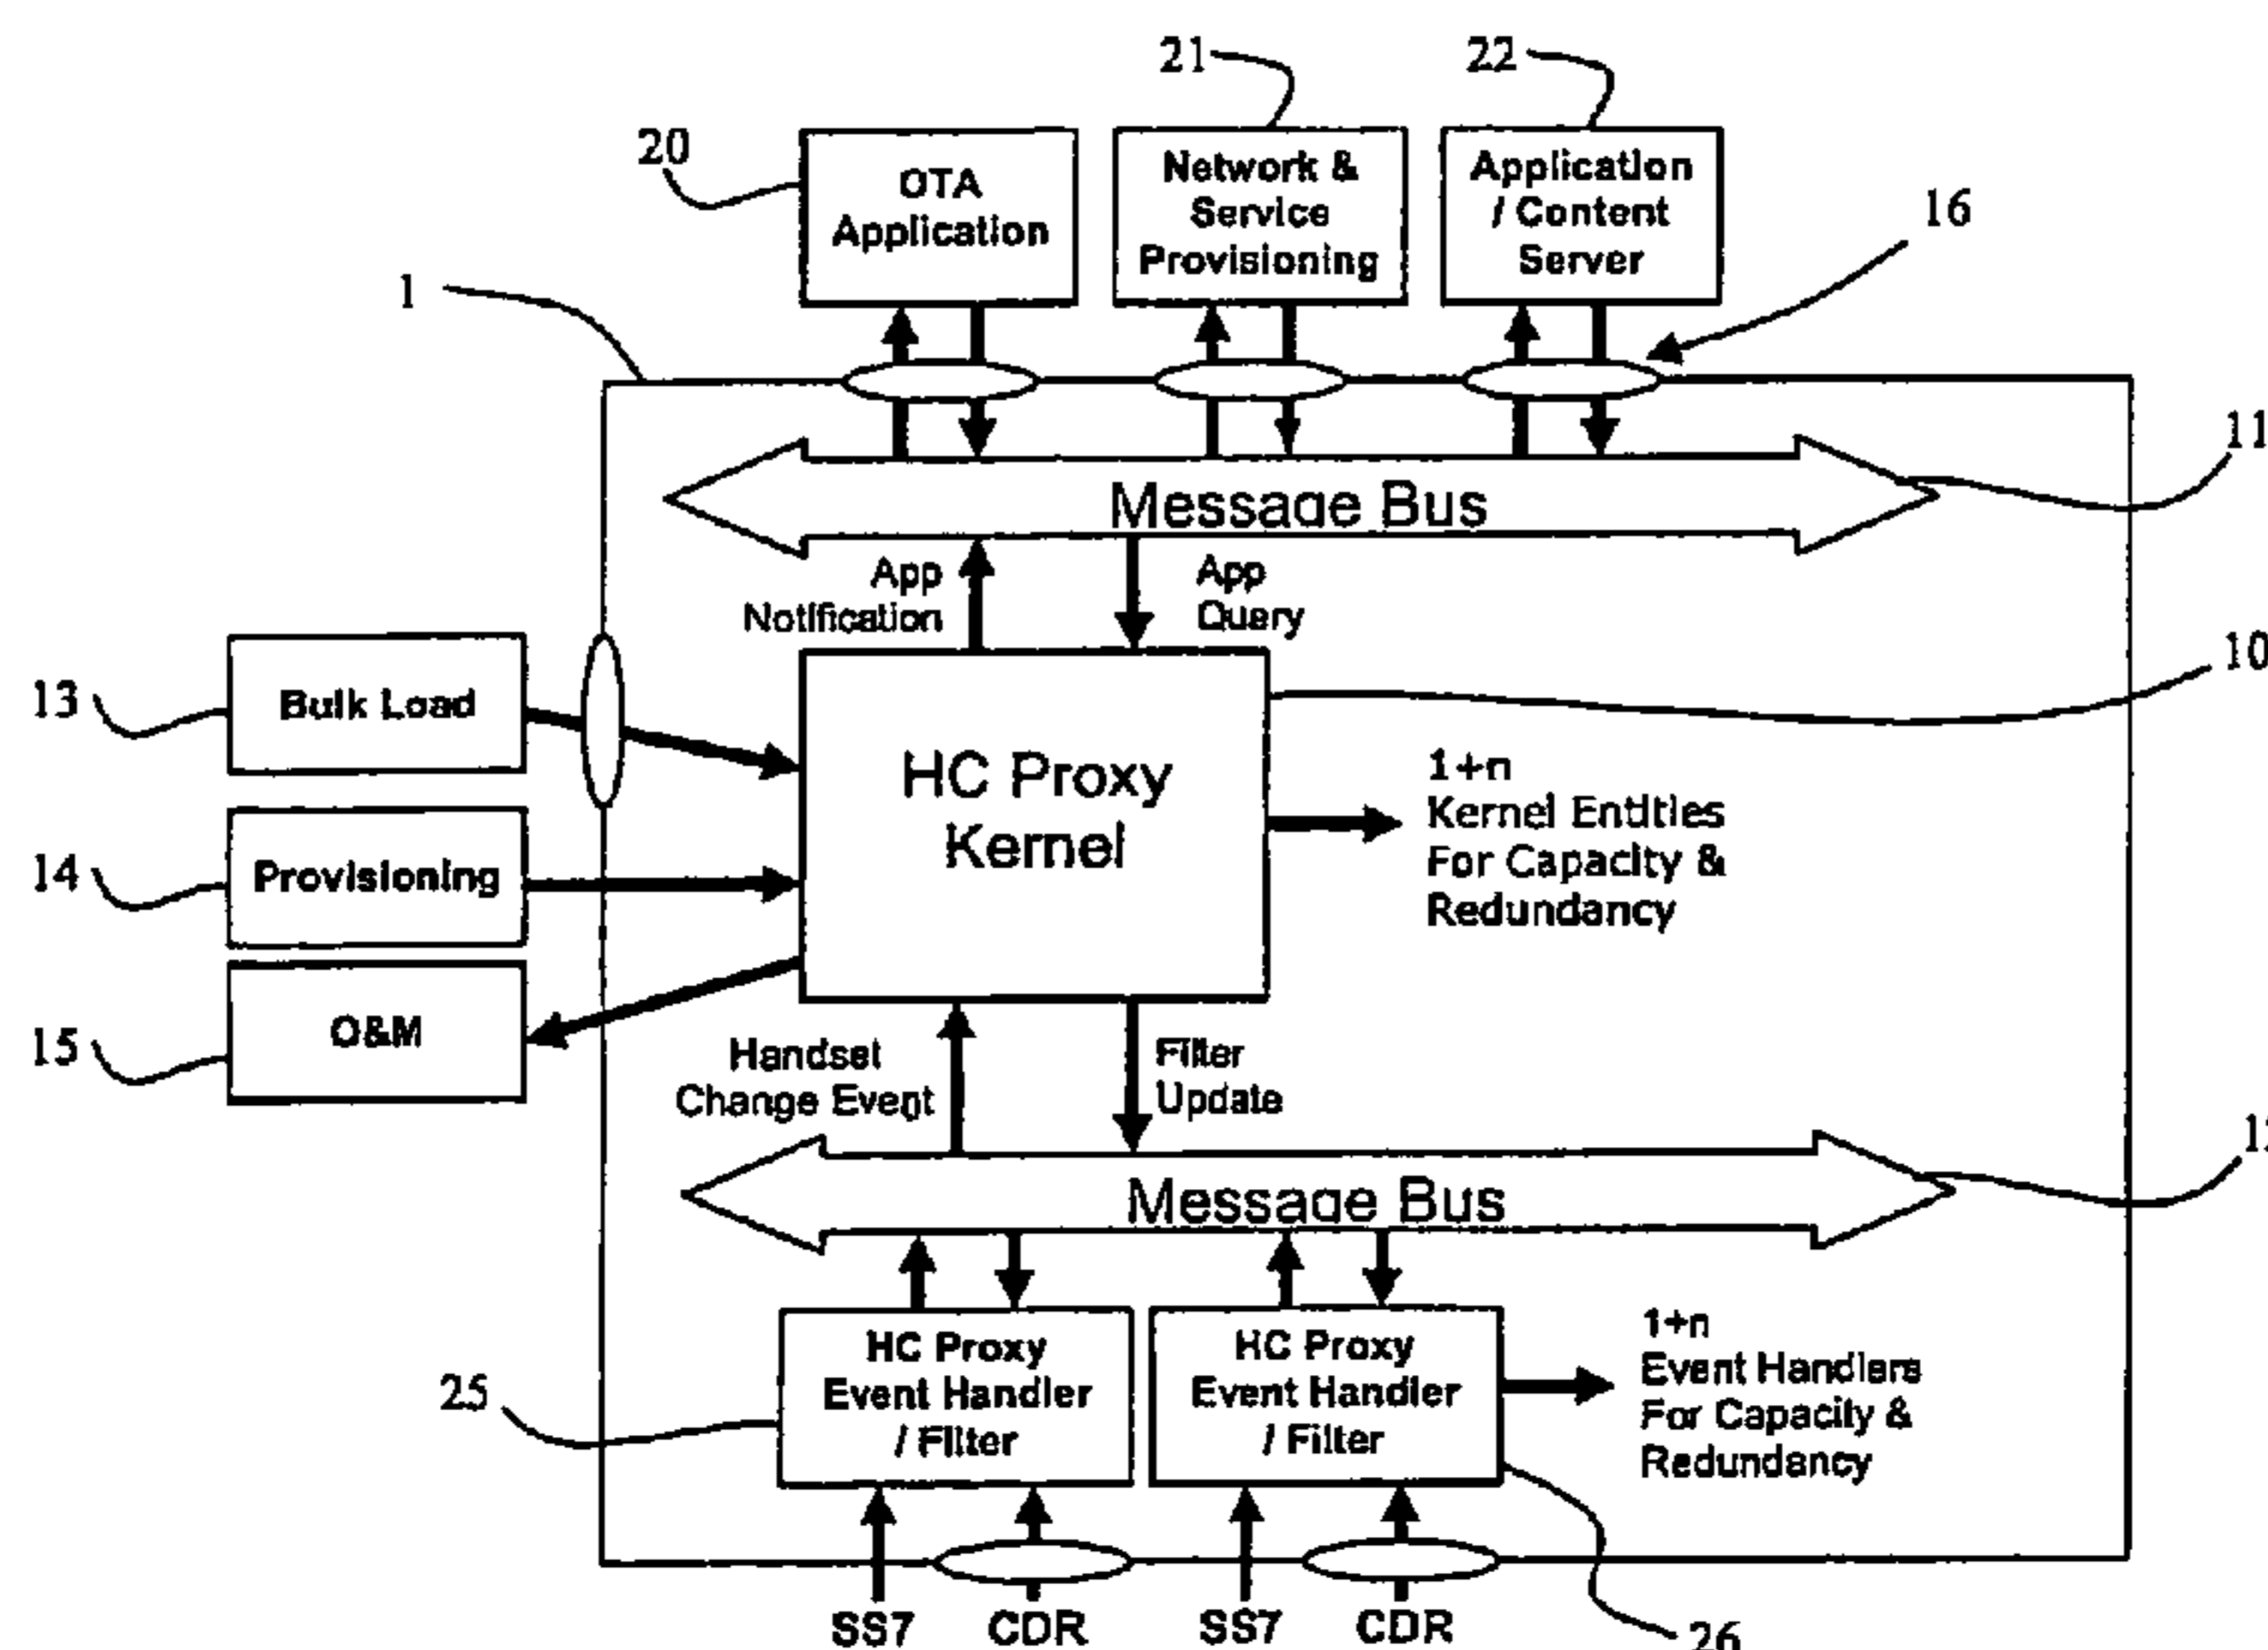 21
22
20
OTA
Application
Network &
Service
Provisioning
Application
/ Content
Server
16
1
11
Message Bus
App
Notification
App
Query
10
13
Bulk Load
HC Proxy
Kernel
1+n
Kernel Entities
For Capacity &
Redundancy
14
Provisioning
15
O&M
Handset
Change Event
Filter
Update
Message Bus
25
HC Proxy
Event Handler
/ Filter
HC Proxy
Event Handler
/ Filter
1+n
Event Handlers
For Capacity &
Redundancy
SS7
CDR
SS7
CDR
26